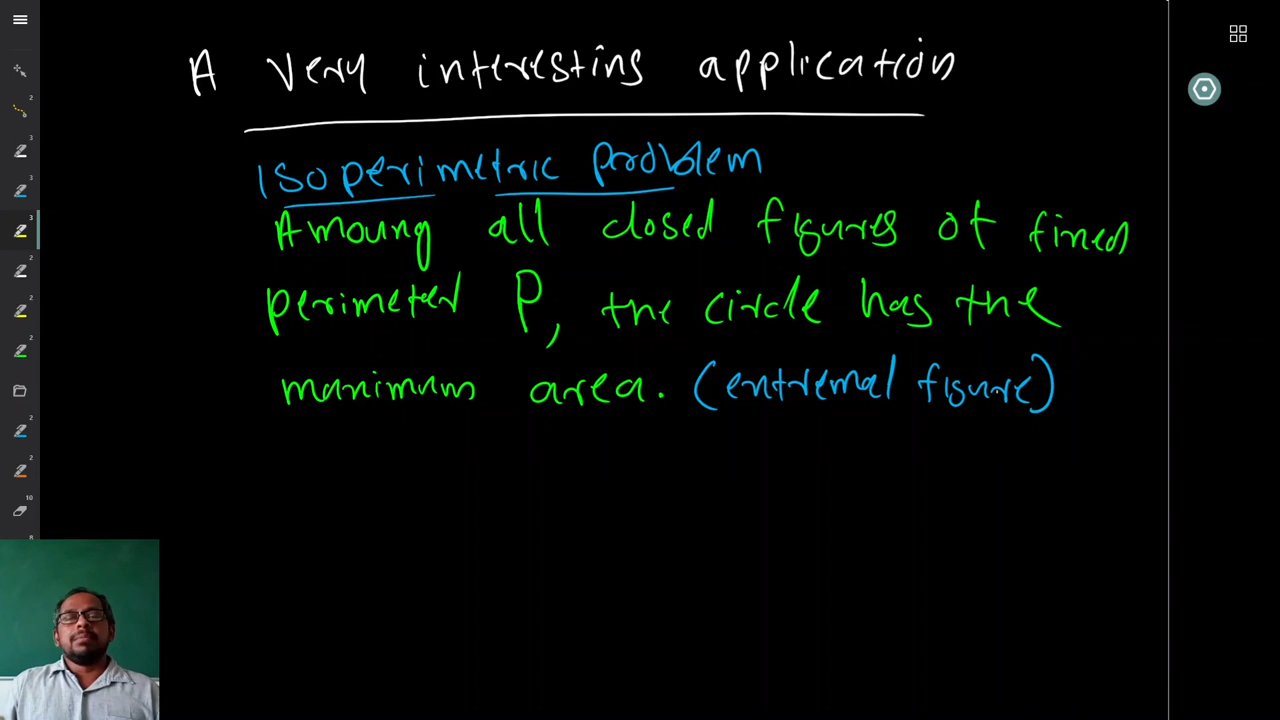 A very interesting application
Isoperimetric problem
Amoung all closed figures of fixed
perimeter P, the circle has the
maximum area. (extremal figure)